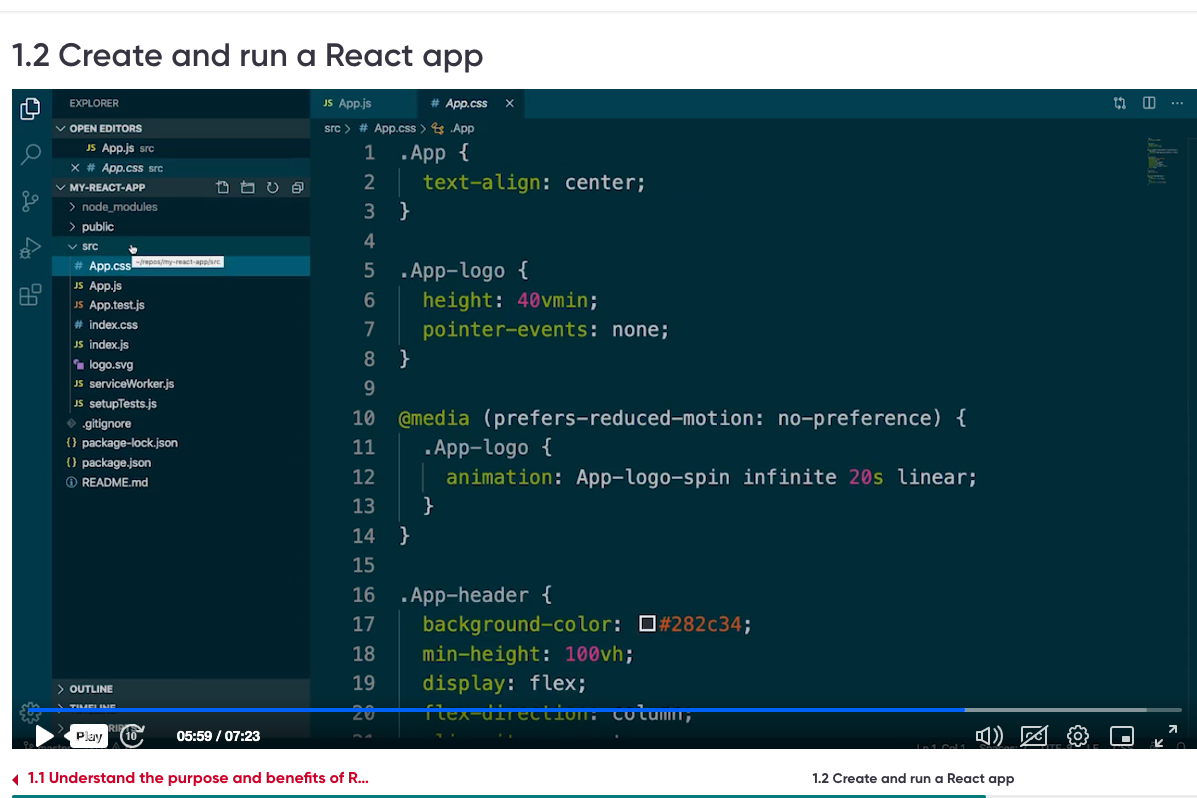 1.2 Create and run a React app
EXPLORER
OPEN EDITORS
JS App.js src
# App.css src
MY-REACT-APP
node_modules
public
src
~/repos/my-react-app/src
# App.css
JS App.js
JS App.test.js
# index.css
JS index.js
logo.svg
JS serviceWorker.js
JS setupTests.js
.gitignore
{} package-lock.json
{} package.json
README.md
OUTLINE
TIMELINE
JS App.js
# App.css
src > # App.css > .App
1 .App {
2 text-align: center;
3 }
4
5 .App-logo {
6 height: 40vmin;
7 pointer-events: none;
8 }
9
10 @media (prefers-reduced-motion: no-preference) {
11 .App-logo {
12 animation: App-logo-spin infinite 20s linear;
13 }
14 }
15
16 .App-header {
17 background-color: #282c34;
18 min-height: 100vh;
19 display: flex;
20 flex-direction: column;
Play
10
05:59 / 07:23
1.1 Understand the purpose and benefits of R...
1.2 Create and run a React app